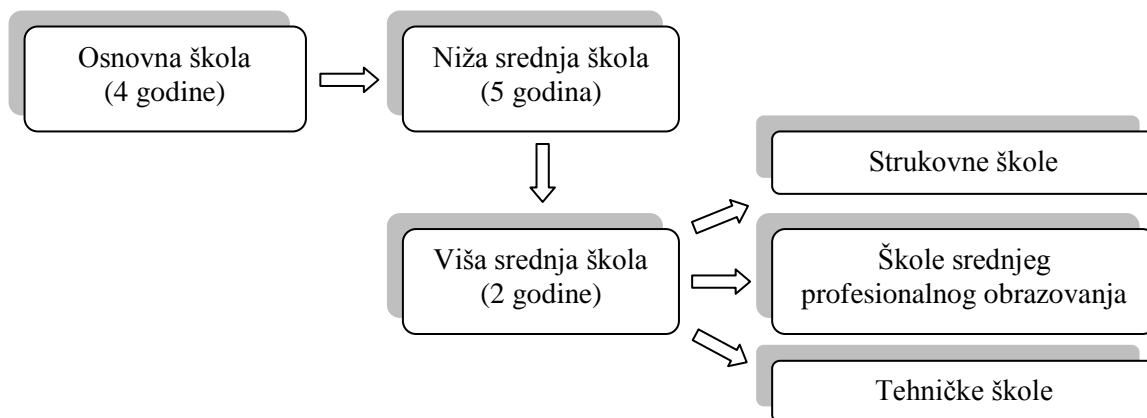 Osnovna škola
(4 godine)
Niža srednja škola
(5 godina)
Viša srednja škola
(2 godine)
Strukovne škole
Škole srednjeg
profesionalnog obrazovanja
Tehničke škole